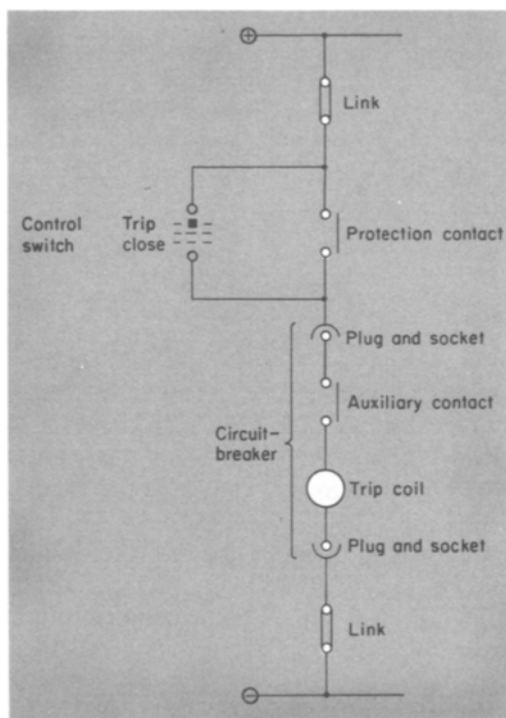 +
Link
Control
switch
Trip
close
Protection contact
Plug and socket
Auxiliary contact
Circuit-
breaker
Trip coil
Plug and socket
Link
−